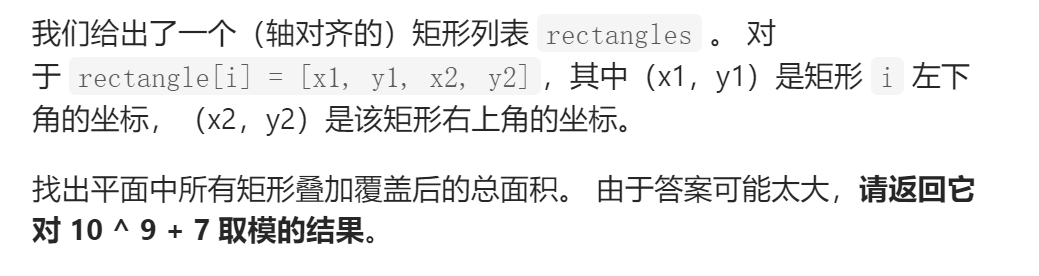 我们给出了一个（轴对齐的）矩形列表 rectangles 。 对
于 rectangle[i] = [x1, y1, x2, y2]，其中（x1，y1）是矩形 i 左下
角的坐标，（x2，y2）是该矩形右上角的坐标。
找出平面中所有矩形叠加覆盖后的总面积。 由于答案可能太大，请返回它
对 10 ^ 9 + 7 取模的结果。